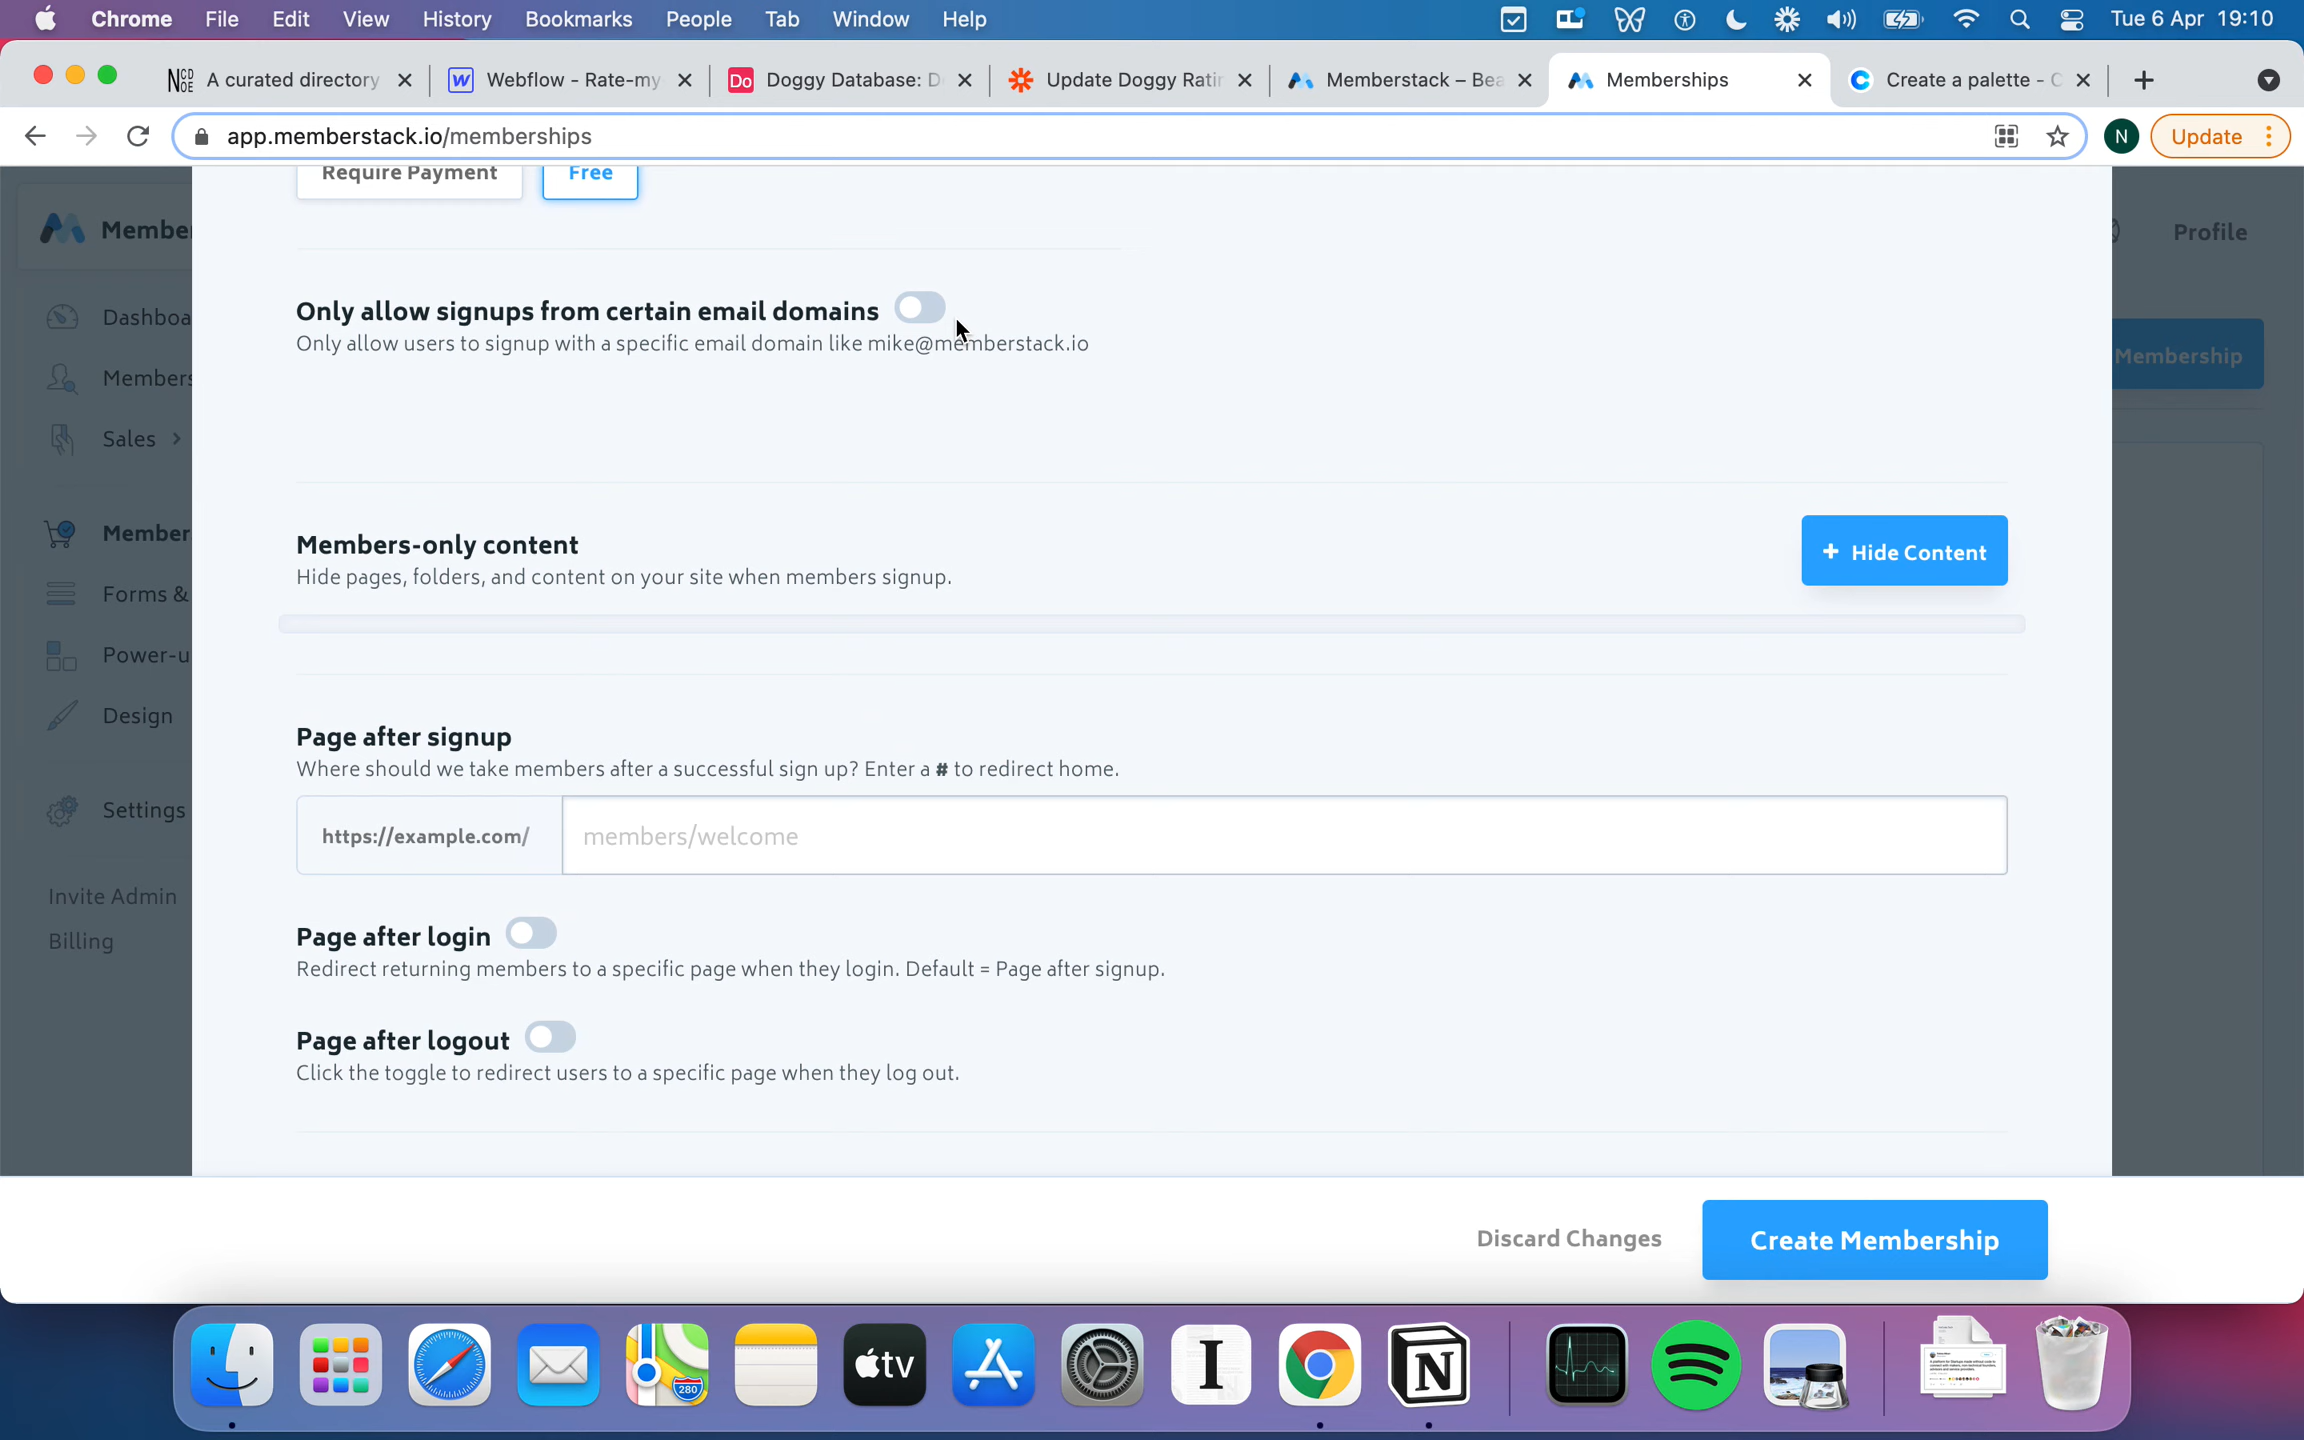 Chrome File Edit View History Bookmarks People Tab Window Help Tue 6 Apr 19:10
A curated directory Webflow - Rate-my Doggy Database: D Update Doggy Ratin Memberstack – Bea Memberships Create a palette - C
app.memberstack.io/memberships N Update
Require Payment Free
Member Profile
Only allow signups from certain email domains
Dashboa
Only allow users to signup with a specific email domain like mike@memberstack.io
Membership
Members
Sales
Member
Members-only content
Hide Content
Hide pages, folders, and content on your site when members signup.
Forms &
Power-u
Design
Page after signup
Where should we take members after a successful sign up? Enter a # to redirect home.
Settings
https://example.com/ members/welcome
Invite Admin
Page after login
Billing
Redirect returning members to a specific page when they login. Default = Page after signup.
Page after logout
Click the toggle to redirect users to a specific page when they log out.
Discard Changes Create Membership
tv
280